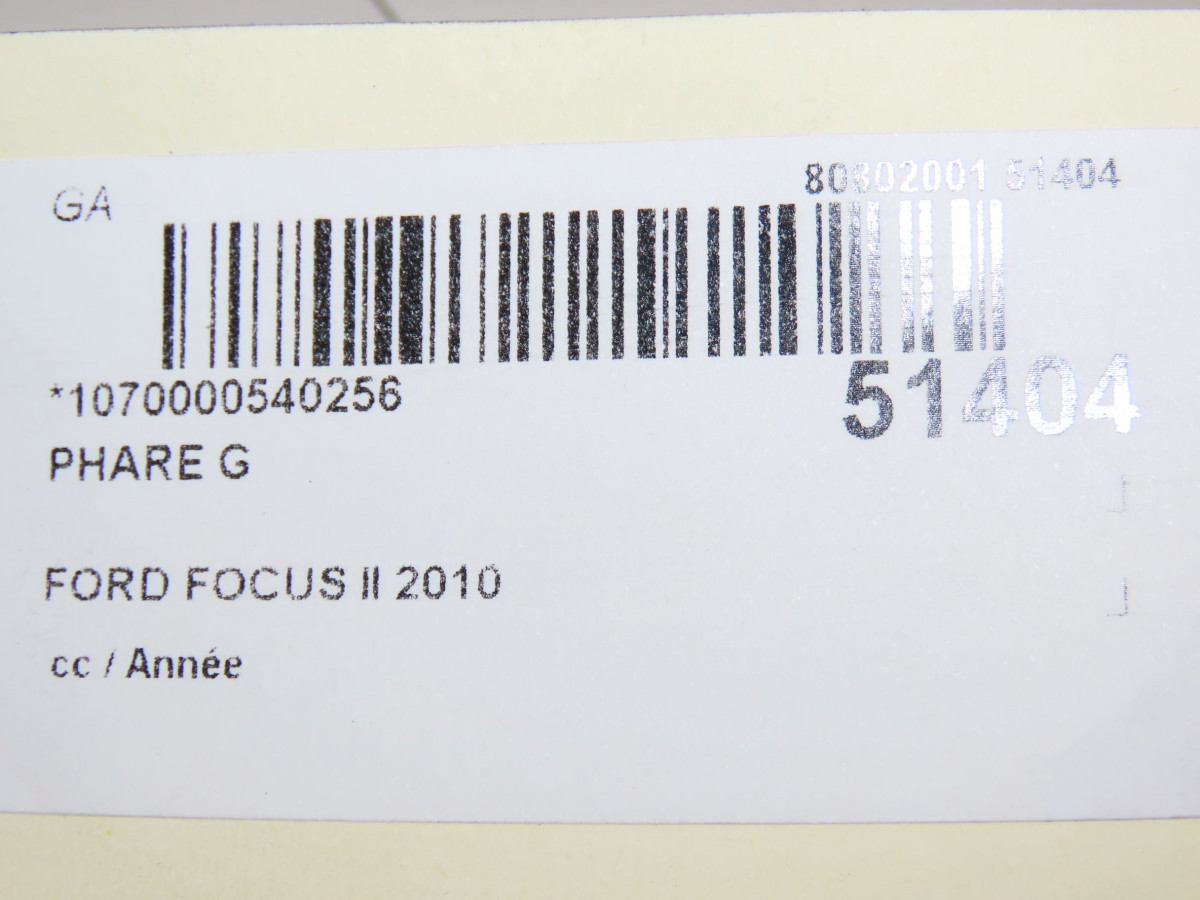 GA
80802001 51404
*1070000540256
51404
PHARE G
FORD FOCUS II 2010
cc / Année